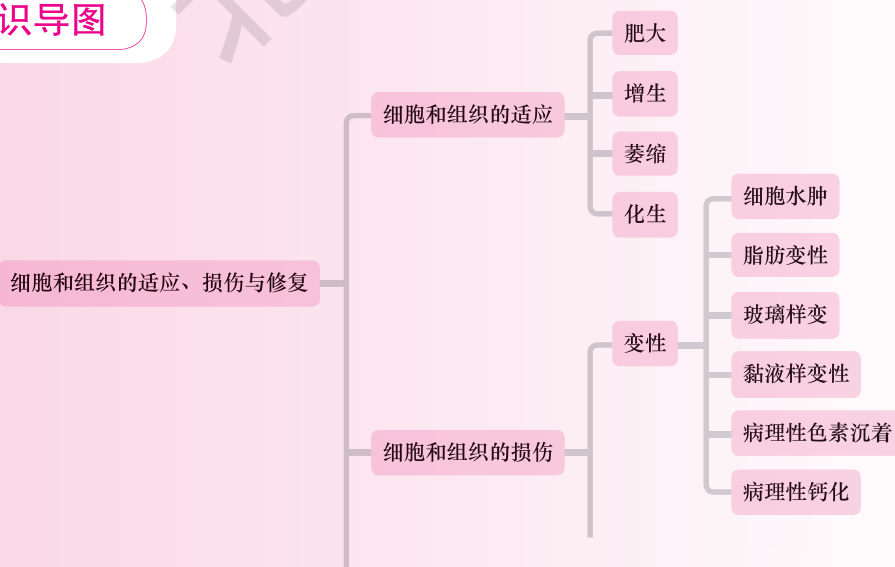 识导图
肥大
增生
萎缩
化生
细胞和组织的适应
细胞和组织的适应、损伤与修复
细胞水肿
脂肪变性
玻璃样变
黏液样变性
病理性色素沉着
病理性钙化
变性
细胞和组织的损伤